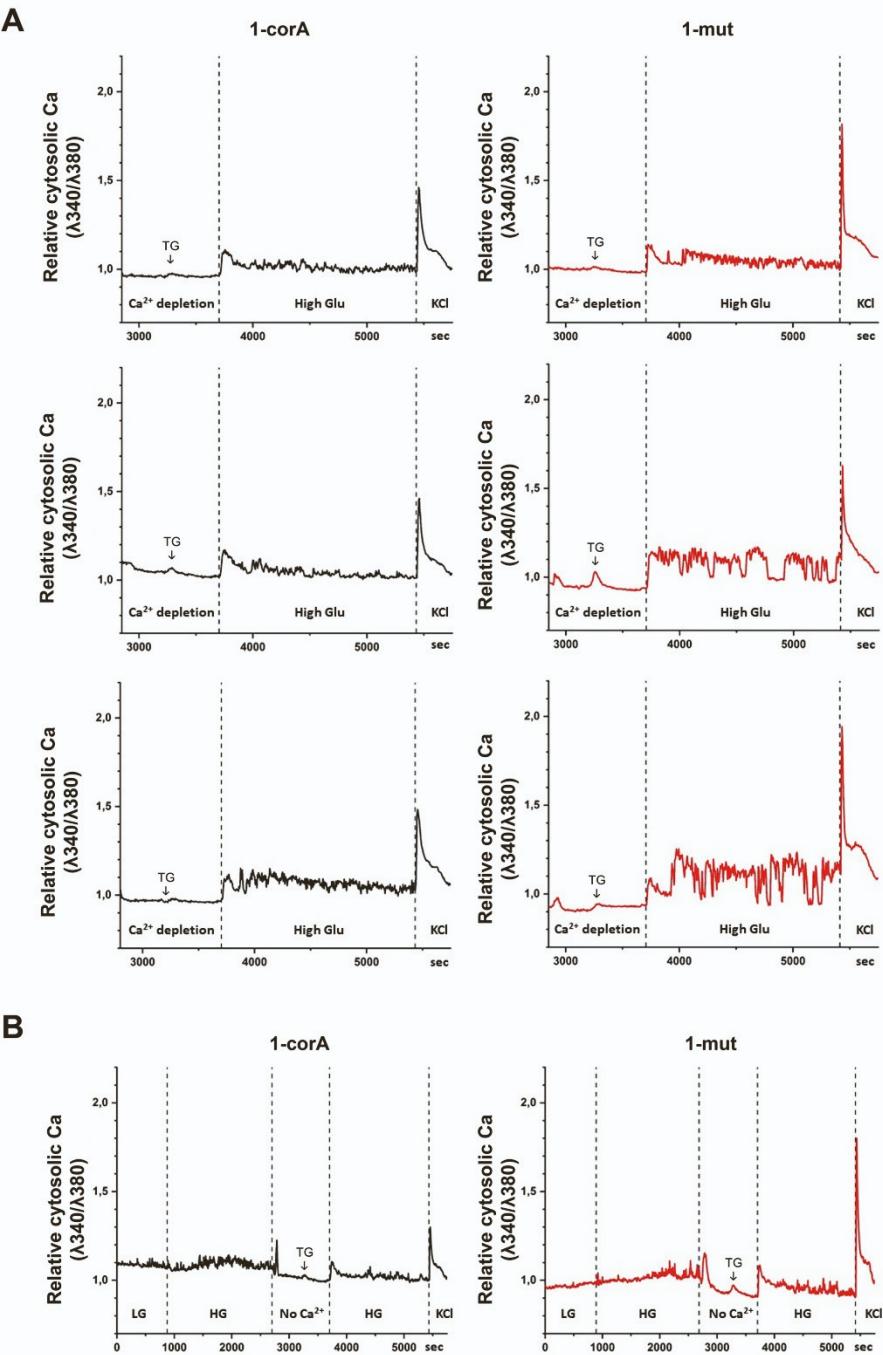 A
1-corA
1-mut
Relative cytosolic Ca
(λ340/λ380)
2,0
1,5
1,0
TG
Ca²⁺ depletion
High Glu
KCl
3000
4000
5000
sec
Relative cytosolic Ca
(λ340/λ380)
2,0
1,5
1,0
TG
Ca²⁺ depletion
High Glu
KCl
3000
4000
5000
sec
Relative cytosolic Ca
(λ340/λ380)
2,0
1,5
1,0
TG
Ca²⁺ depletion
High Glu
KCl
3000
4000
5000
sec
Relative cytosolic Ca
(λ340/λ380)
2,0
1,5
1,0
TG
Ca²⁺ depletion
High Glu
KCl
3000
4000
5000
sec
Relative cytosolic Ca
(λ340/λ380)
2,0
1,5
1,0
TG
Ca²⁺ depletion
High Glu
KCl
3000
4000
5000
sec
Relative cytosolic Ca
(λ340/λ380)
2,0
1,5
1,0
TG
Ca²⁺ depletion
High Glu
KCl
3000
4000
5000
sec
B
1-corA
1-mut
Relative cytosolic Ca
(λ340/λ380)
2,0
1,5
1,0
TG
LG
HG
No Ca²⁺
HG
KCl
0
1000
2000
3000
4000
5000
sec
Relative cytosolic Ca
(λ340/λ380)
2,0
1,5
1,0
TG
LG
HG
No Ca²⁺
HG
KCl
0
1000
2000
3000
4000
5000
sec